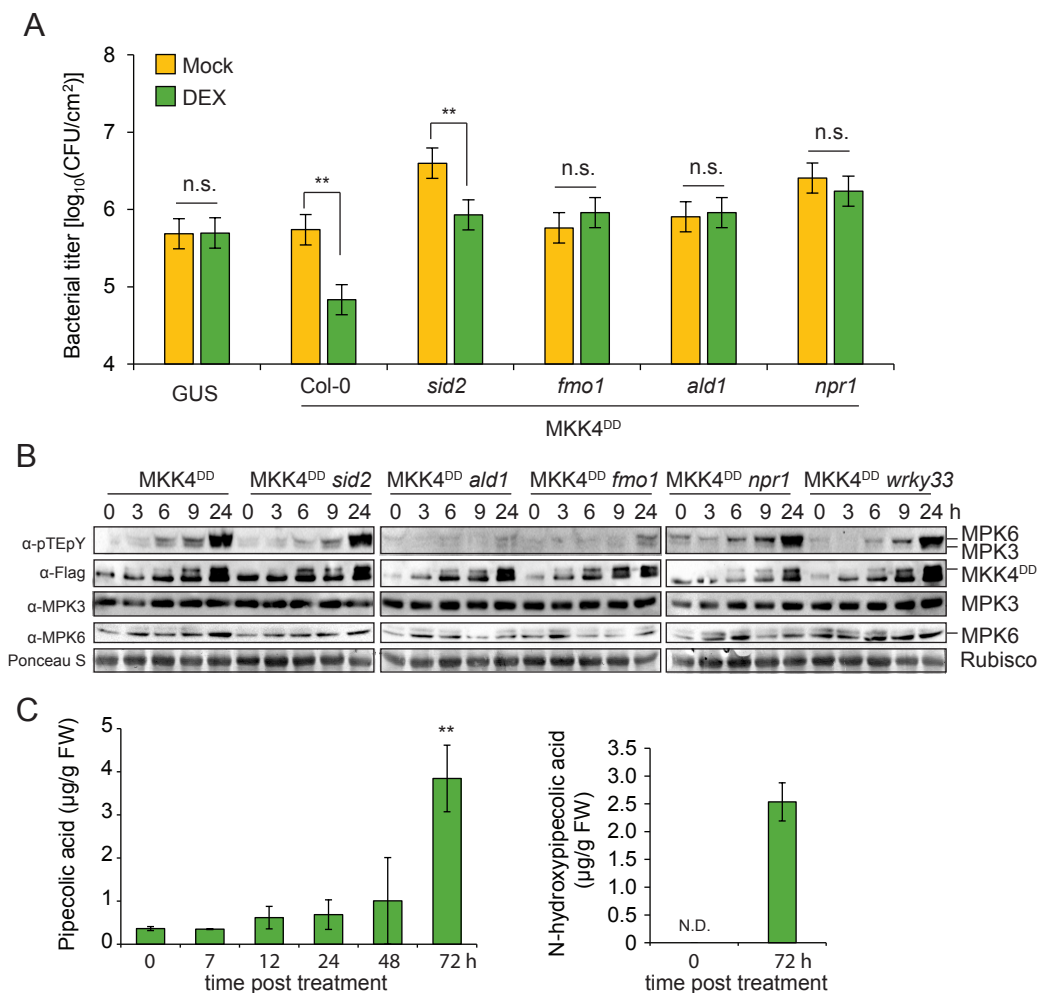 A
Bacterial titer [log10(CFU/cm2)]
8
7
6
5
4
Mock
DEX
n.s.
**
**
n.s.
n.s.
n.s.
GUS
Col-0
sid2
fmo1
ald1
npr1
MKK4DD
B
MKK4DD MKK4DD sid2 MKK4DD ald1 MKK4DD fmo1 MKK4DD npr1 MKK4DD wrky33
0 3 6 9 24 0 3 6 9 24 0 3 6 9 24 0 3 6 9 24 0 3 6 9 24 0 3 6 9 24 h
α-pTEpY MPK6
MPK3
α-Flag MKK4DD
α-MPK3 MPK3
α-MPK6 MPK6
Ponceau S Rubisco
C
Pipecolic acid (µg/g FW)
5
4
3
2
1
0
**
0 7 12 24 48 72 h
time post treatment
N-hydroxypipecolic acid
(µg/g FW)
3.5
3.0
2.5
2.0
1.5
1.0
0.5
0
N.D.
0 72 h
time post treatment